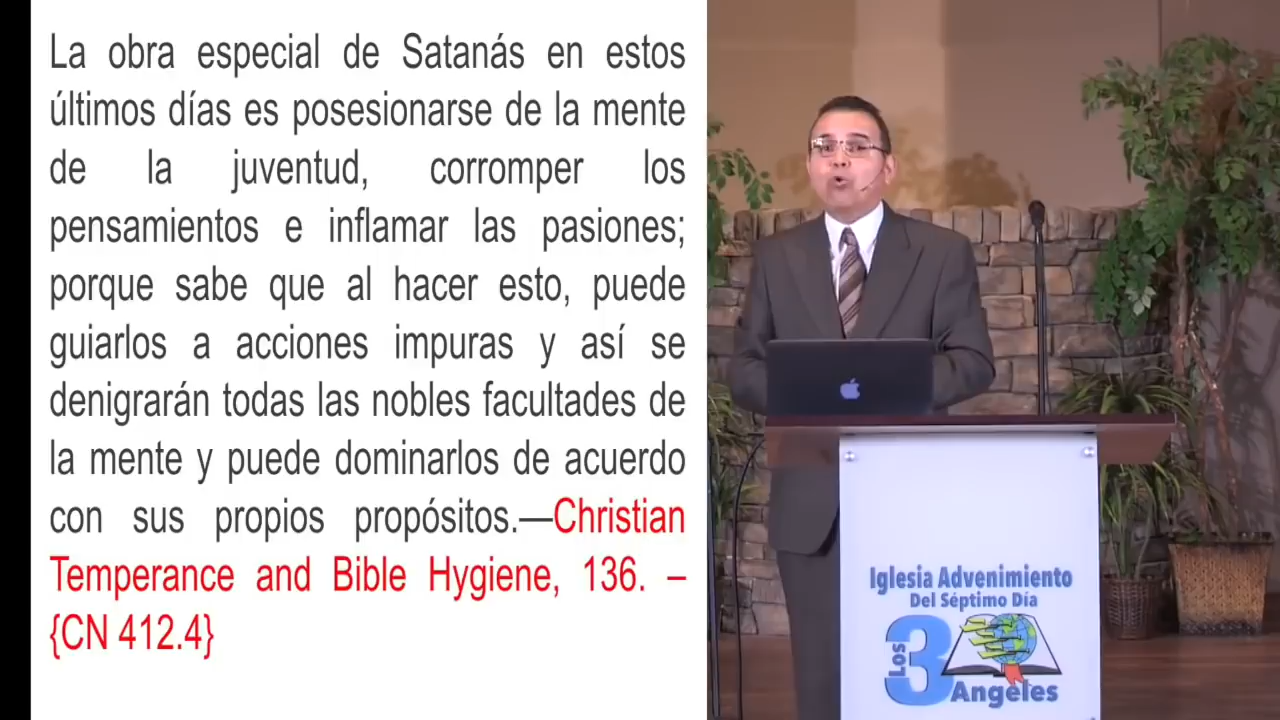 La obra especial de Satanás en estos
últimos días es posesionarse de la mente
de la juventud, corromper los
pensamientos e inflamar las pasiones;
porque sabe que al hacer esto, puede
guiarlos a acciones impuras y así se
denigrarán todas las nobles facultades de
la mente y puede dominarlos de acuerdo
con sus propios propósitos.—Christian
Temperance and Bible Hygiene, 136. –
{CN 412.4}
Iglesia Advenimiento
Del Séptimo Día
Los 3
Angeles